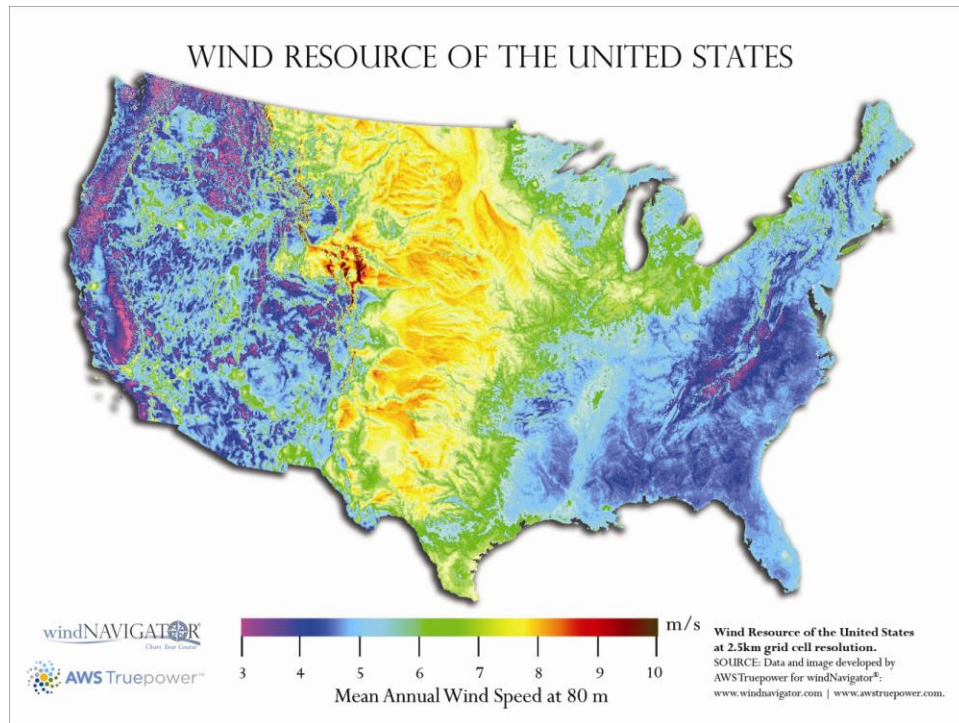 WIND RESOURCE OF THE UNITED STATES
windNAVIGATOR®
Chart Your Course
AWS Truepower™
m/s
3 4 5 6 7 8 9 10
Mean Annual Wind Speed at 80 m
Wind Resource of the United States
at 2.5km grid cell resolution.
SOURCE: Data and image developed by
AWS Truepower for windNavigator®:
www.windnavigator.com | www.awstruepower.com.